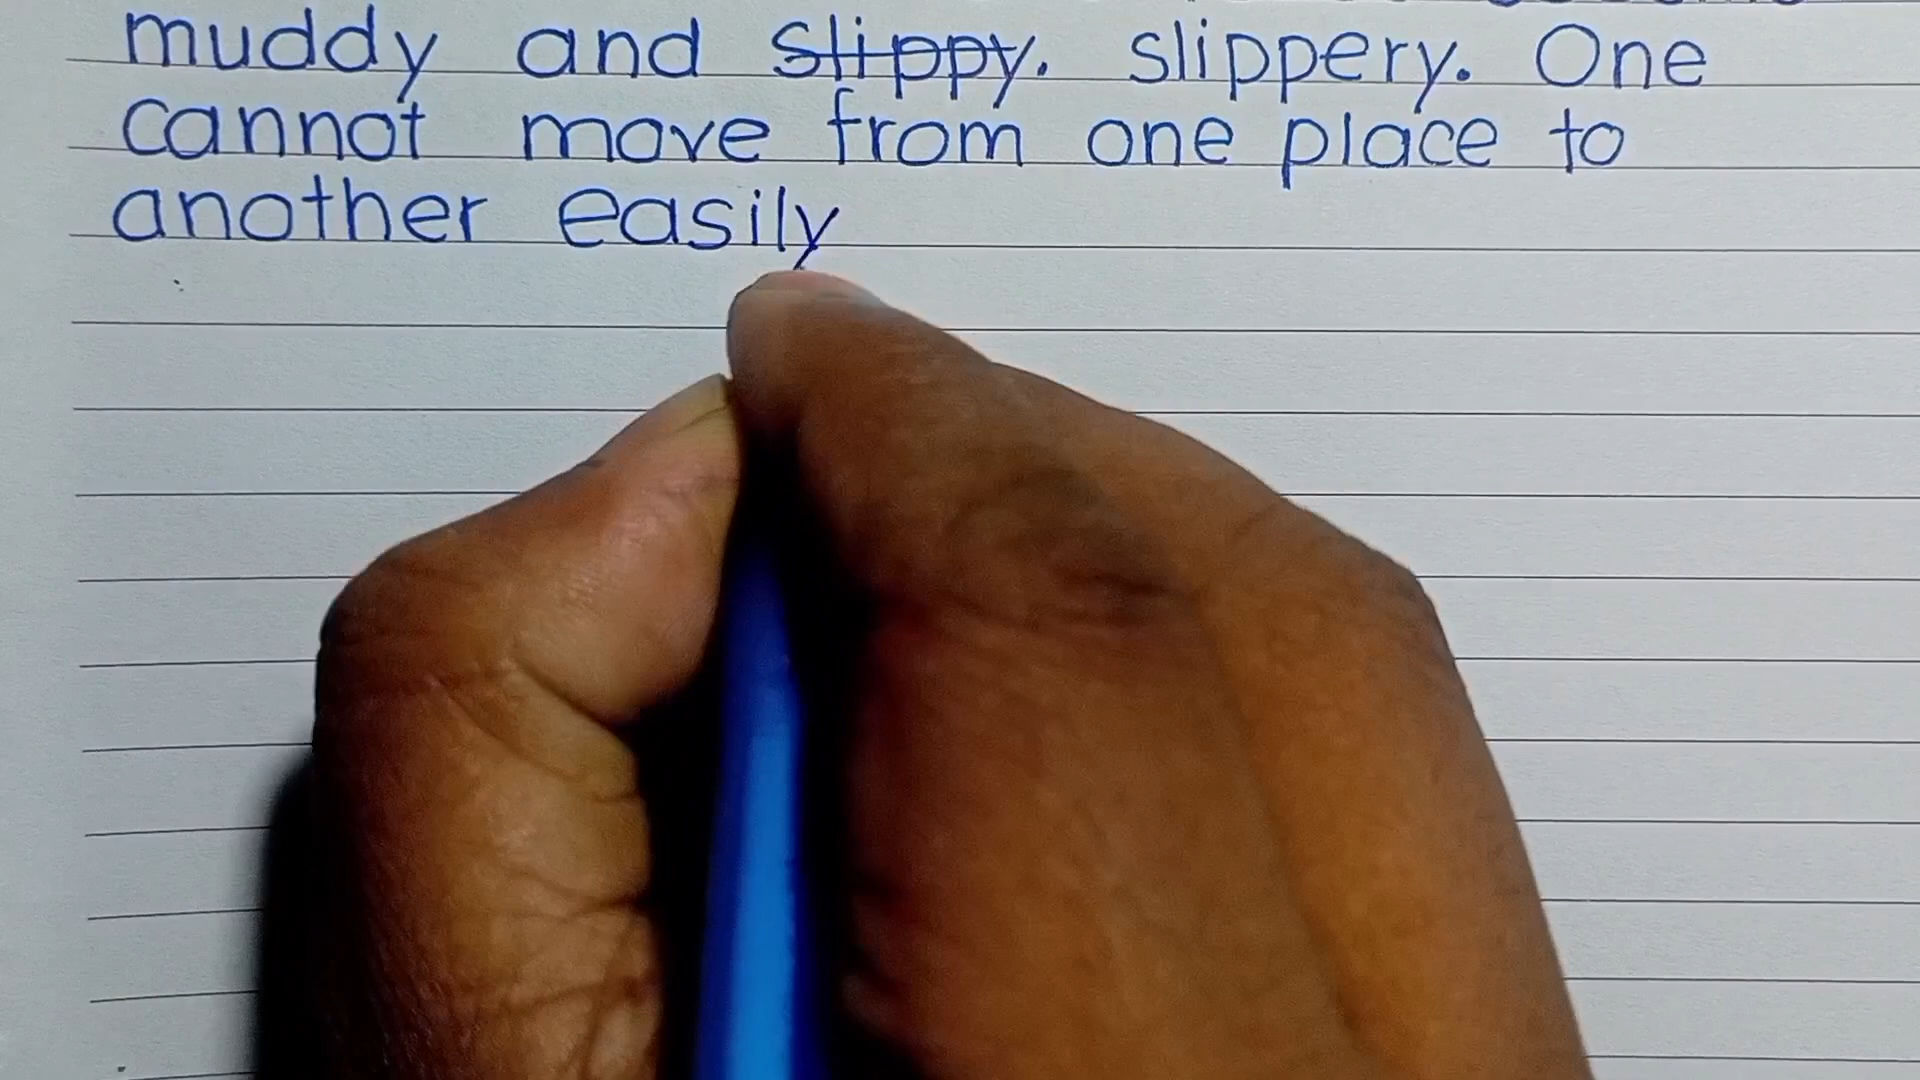 muddy and slippy. slippery. One
cannot move from one place to
another easily